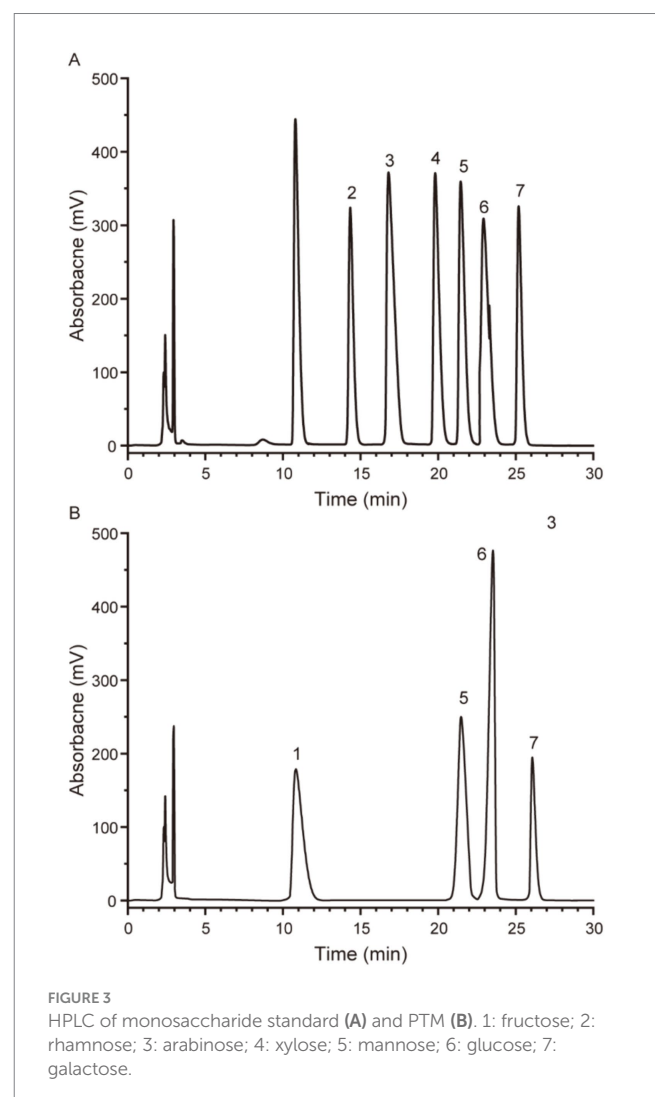 A
500
400
300
200
100
0
Absorbacne (mV)
2
3
4
5
6
7
0 5 10 15 20 25 30
Time (min)
B
3
500
400
300
200
100
0
Absorbacne (mV)
1
5
6
7
0 5 10 15 20 25 30
Time (min)
FIGURE 3
HPLC of monosaccharide standard (A) and PTM (B). 1: fructose; 2:
rhamnose; 3: arabinose; 4: xylose; 5: mannose; 6: glucose; 7:
galactose.